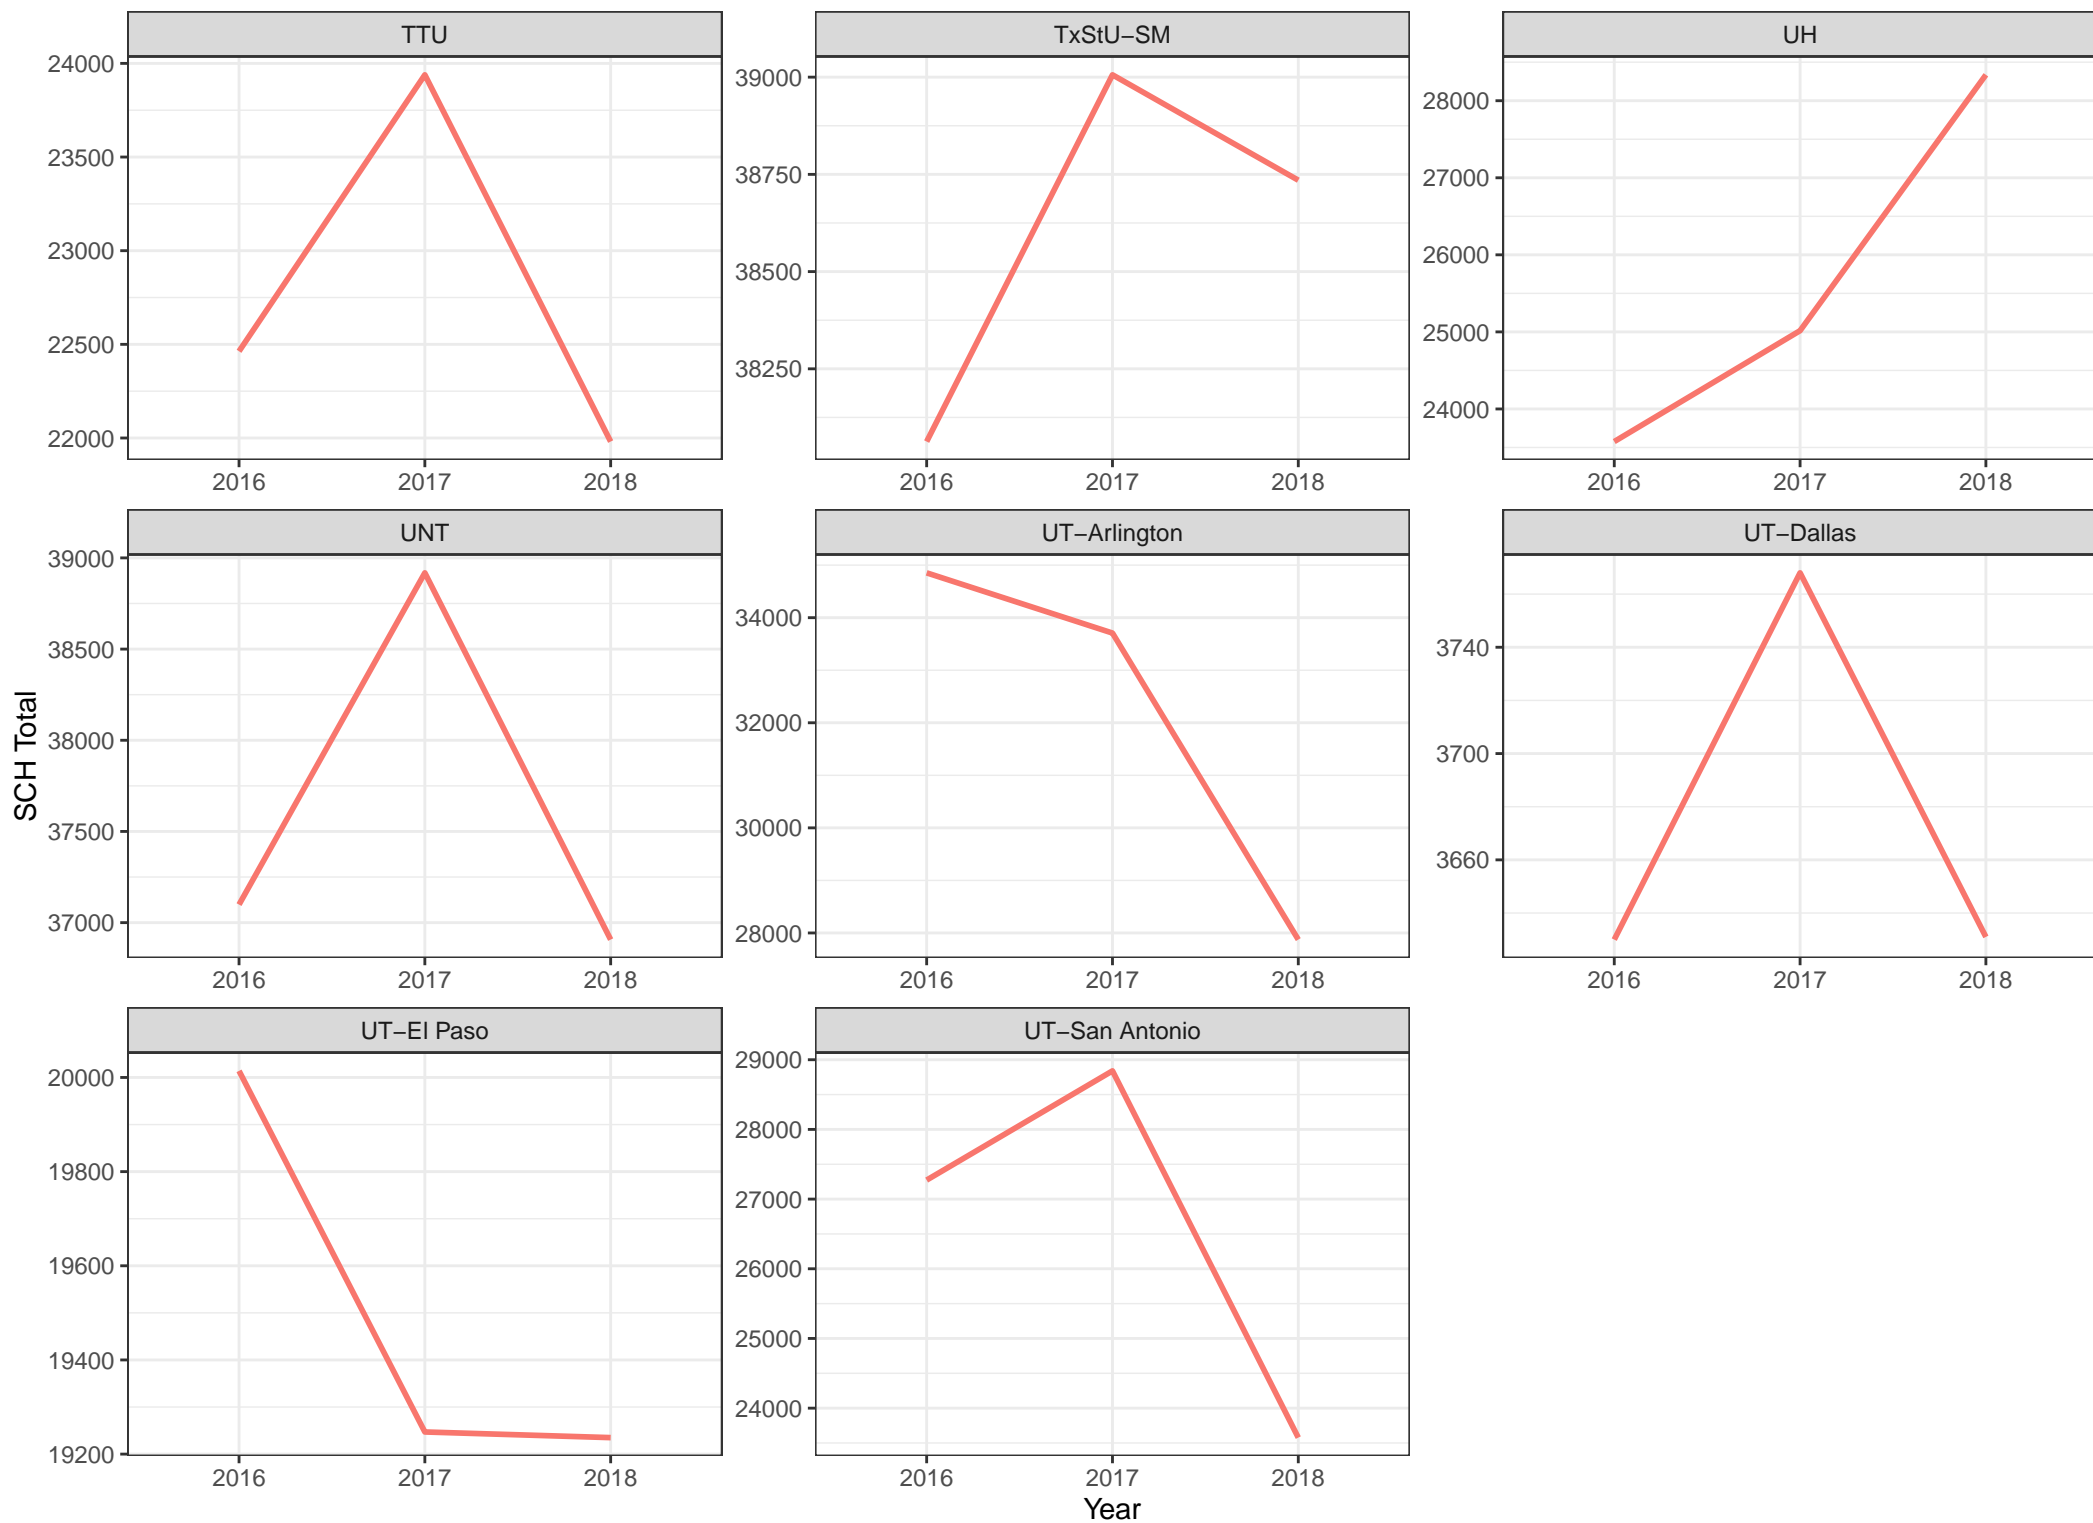 TTU
TxStU−SM
UH
24000
23500
23000
22500
22000
39000
38750
38500
38250
28000
27000
26000
25000
24000
2016 2017 2018
2016 2017 2018
2016 2017 2018
UNT
UT−Arlington
UT−Dallas
39000
38500
38000
37500
37000
34000
32000
30000
28000
3740
3700
3660
2016 2017 2018
2016 2017 2018
2016 2017 2018
UT−El Paso
UT−San Antonio
20000
19800
19600
19400
19200
29000
28000
27000
26000
25000
24000
2016 2017 2018
2016 2017 2018
Year
SCH Total